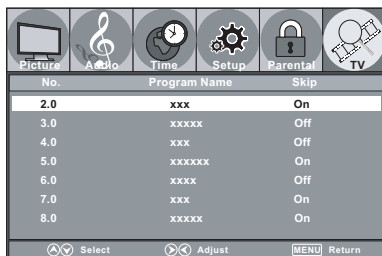 Picture Audio Time Setup Parental TV
No. Program Name Skip
2.0 xxx On
3.0 xxxxx Off
4.0 xxx Off
5.0 xxxxxx On
6.0 xxxx Off
7.0 xxx On
8.0 xxxxx On
Select Adjust MENU Return